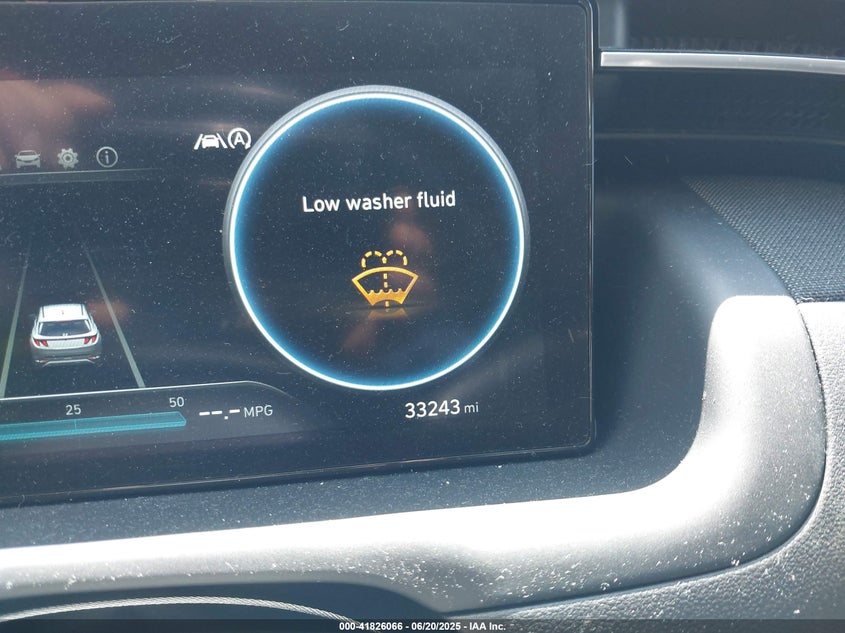 A
i
Low washer fluid
25
50
--.- MPG
33243 mi
000-41826066 - 06/20/2025 - IAA Inc.